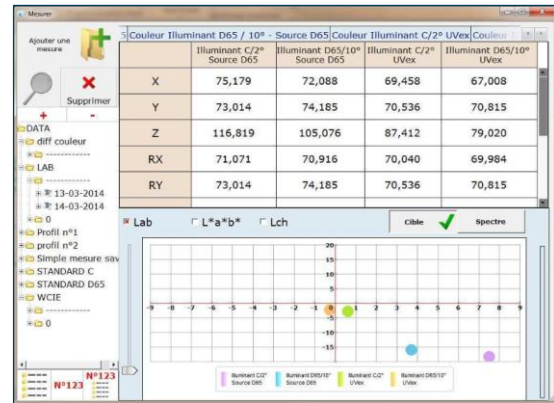 Mesurer
Ajouter une
mesure
Supprimer
+ -
DATA
diff couleur
------------
LAB
------------
13-03-2014
14-03-2014
0
Profil n°1
profil n°2
Simple mesure sav
STANDARD C
STANDARD D65
WCIE
------------
0
N°123
N°123
5 Couleur Illuminant D65 / 10° - Source D65 Couleur Illuminant C/2° UVex Couleur
Illuminant C/2° Source D65 Illuminant D65/10° Source D65 Illuminant C/2° UVex Illuminant D65/10° UVex
X 75,179 72,088 69,458 67,008
Y 73,014 74,185 70,536 70,815
Z 116,819 105,076 87,412 79,020
RX 71,071 70,916 70,040 69,984
RY 73,014 74,185 70,536 70,815
Lab L*a*b* Lch Cible Spectre
20
15
10
5
-9 -8 -7 -6 -5 -4 -3 -2 -1 0 1 2 3 4 5 6 7 8 9
-5
-10
-15
Illuminant C/2° Illuminant D65/10° Illuminant C/2° Illuminant D65/10°
Source D65 Source D65 UVex UVex